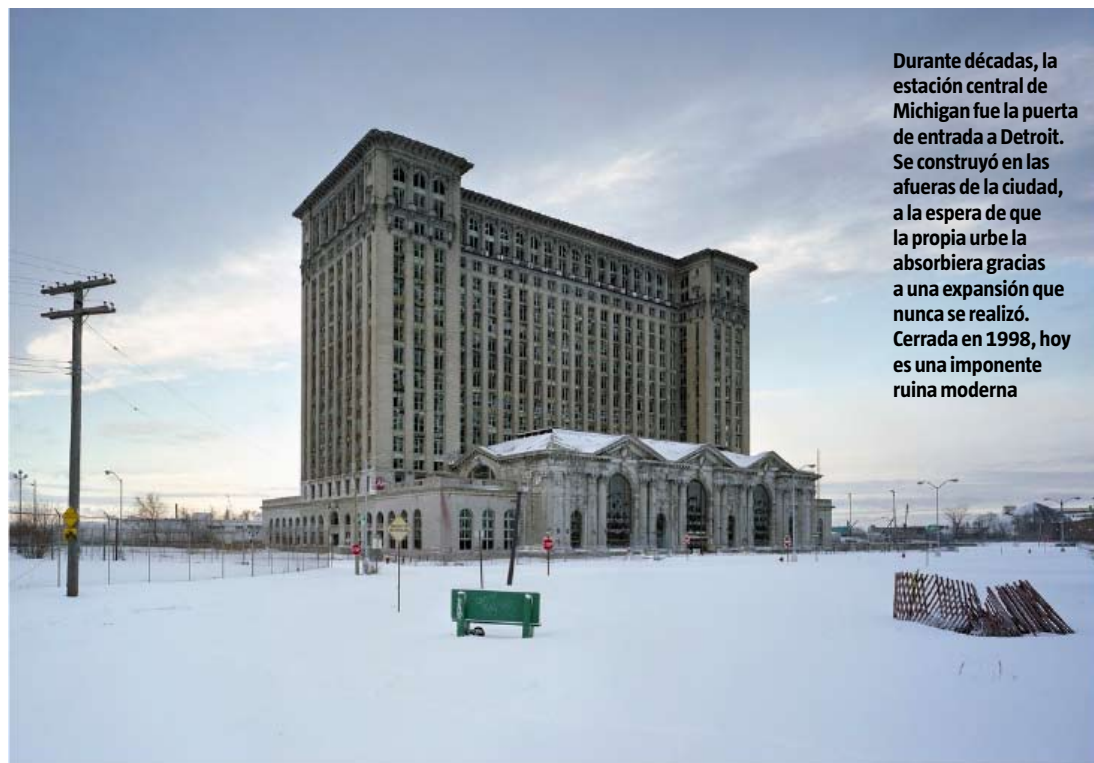 Durante décadas, la
estación central de
Michigan fue la puerta
de entrada a Detroit.
Se construyó en las
afueras de la ciudad,
a la espera de que
la propia urbe la
absorbiera gracias
a una expansión que
nunca se realizó.
Cerrada en 1998, hoy
es una imponente
ruina moderna